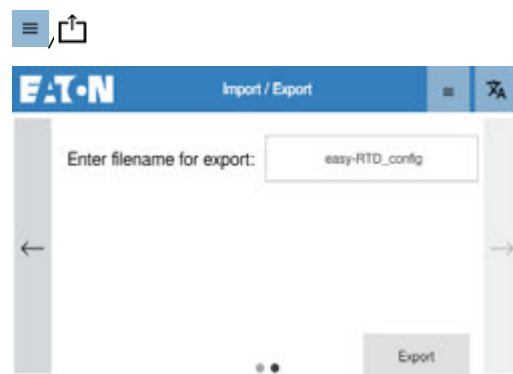 EATON
Import / Export
Enter filename for export:
easy-RTD_config
Export